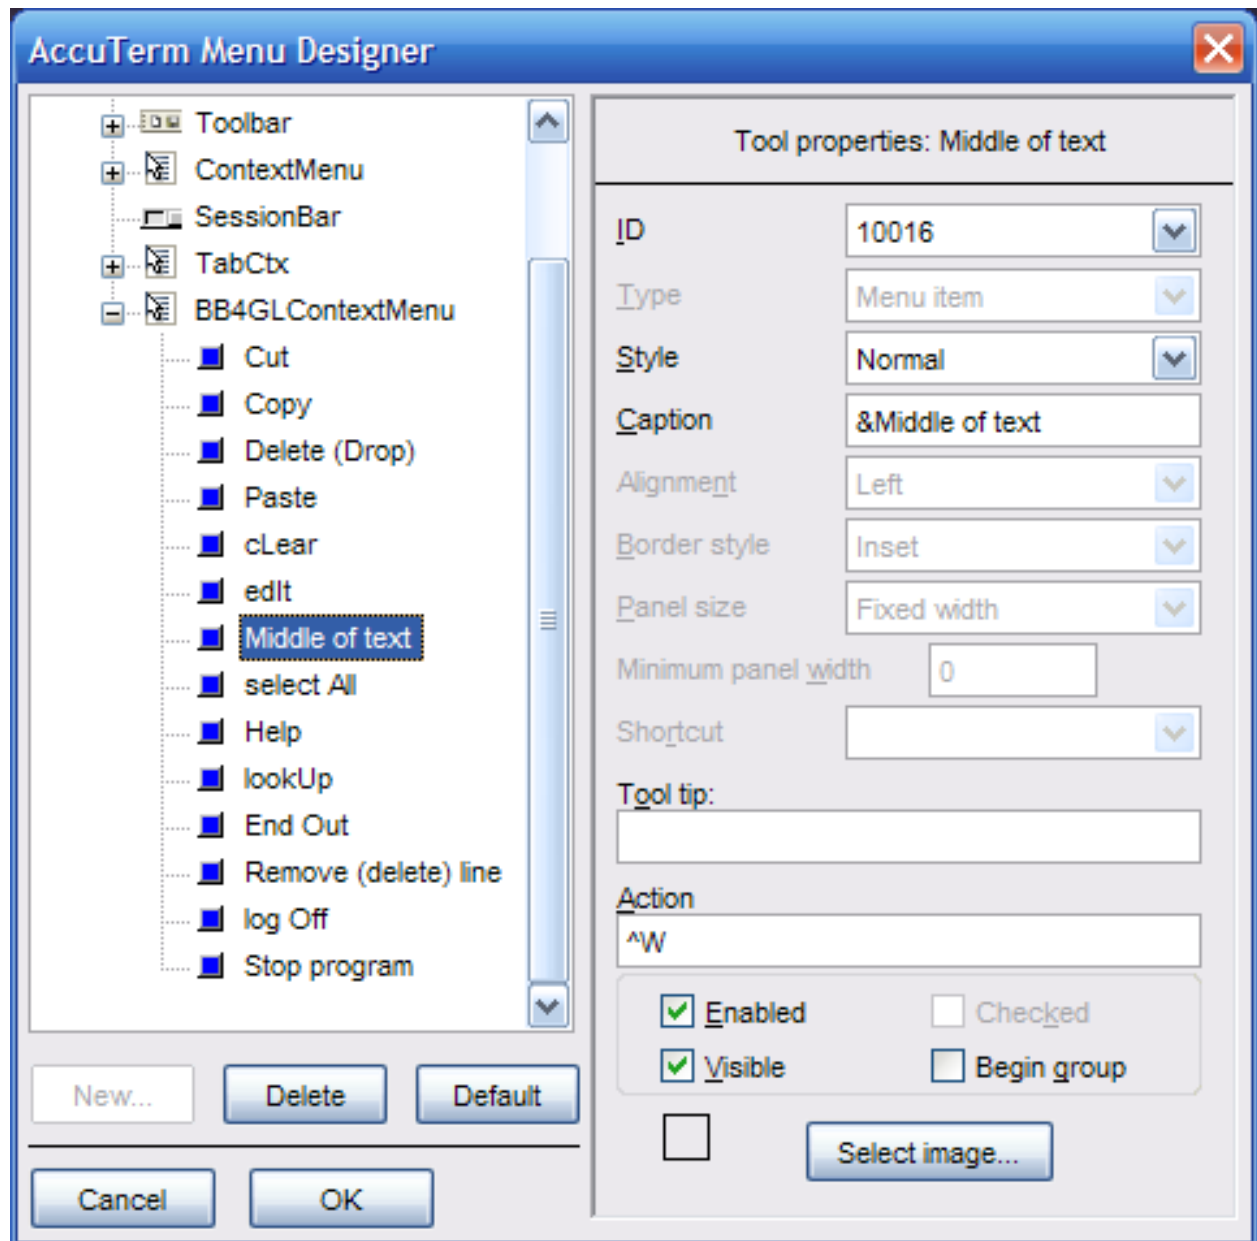 AccuTerm Menu Designer
Toolbar
ContextMenu
SessionBar
TabCtx
BB4GLContextMenu
Cut
Copy
Delete (Drop)
Paste
cLear
edIt
Middle of text
select All
Help
lookUp
End Out
Remove (delete) line
log Off
Stop program
New...
Delete
Default
Cancel
OK
Tool properties: Middle of text
ID
10016
Type
Menu item
Style
Normal
Caption
&Middle of text
Alignment
Left
Border style
Inset
Panel size
Fixed width
Minimum panel width
0
Shortcut
Tool tip:
Action
^W
Enabled
Checked
Visible
Begin group
Select image...